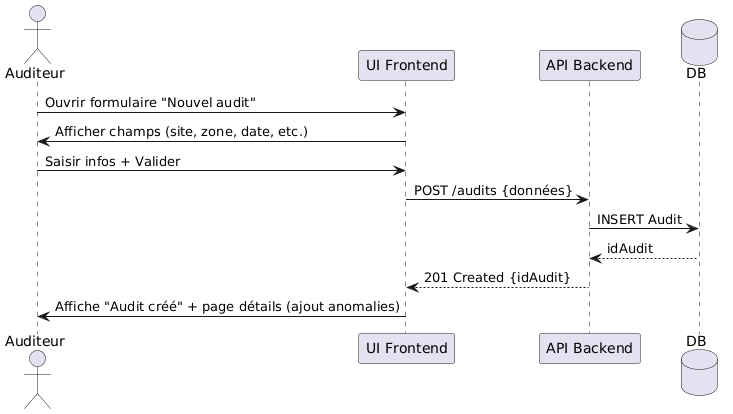 Auditeur
UI Frontend
API Backend
DB
Ouvrir formulaire "Nouvel audit"
Afficher champs (site, zone, date, etc.)
Saisir infos + Valider
POST /audits {données}
INSERT Audit
idAudit
201 Created {idAudit}
Affiche "Audit créé" + page détails (ajout anomalies)
Auditeur
UI Frontend
API Backend
DB